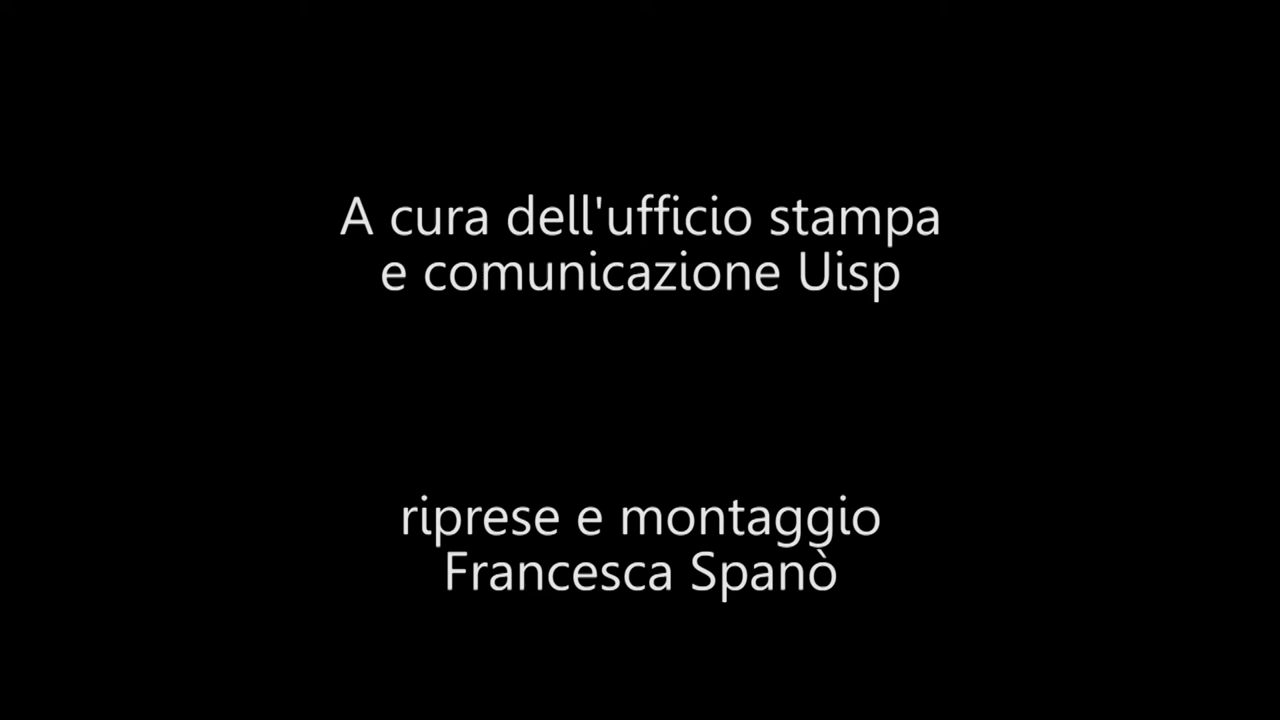 A cura dell'ufficio stampa
e comunicazione Uisp
riprese e montaggio
Francesca Spanò